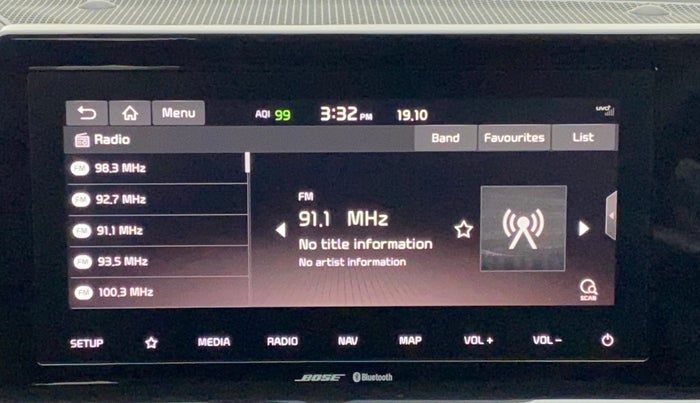 Menu AQI 99 3:32 PM 19.10 UVO
Radio Band Favourites List
FM 98.3 MHz
FM 92.7 MHz
FM 91.1 MHz
FM 93.5 MHz
FM 100.3 MHz
FM
91.1 MHz
No title information
No artist information
SCAN
SETUP MEDIA RADIO NAV MAP VOL + VOL –
BOSE Bluetooth